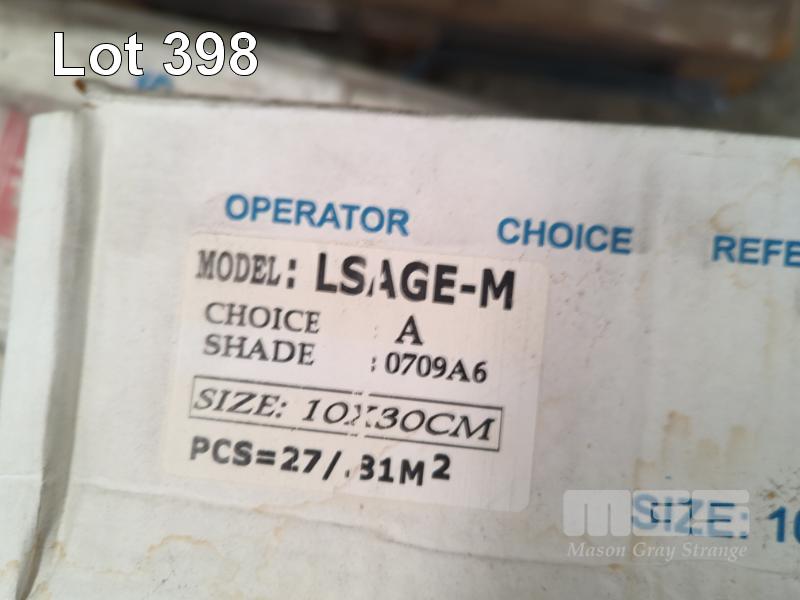 Lot 398
OPERATOR CHOICE REFE
MODEL: LSAGE-M
CHOICE : A
SHADE : 0709A6
SIZE: 10X30CM
PCS=27/.81M2
SIZE: 10
Mason Gray Strange